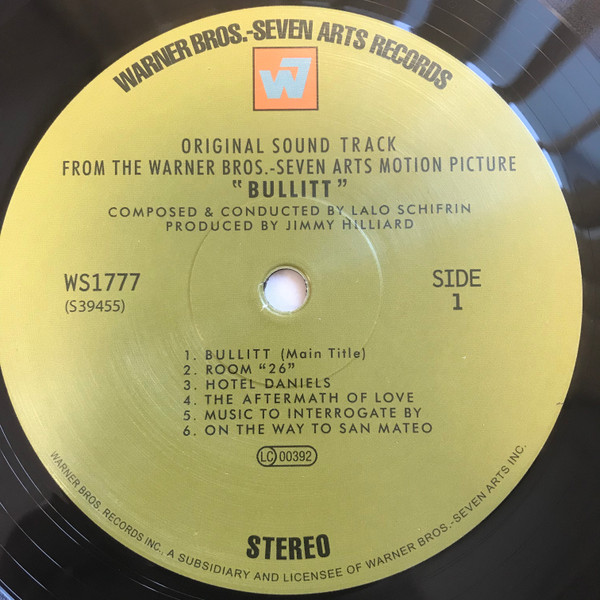 WARNER BROS.-SEVEN ARTS RECORDS
W7
ORIGINAL SOUND TRACK
FROM THE WARNER BROS.-SEVEN ARTS MOTION PICTURE
"BULLITT"
COMPOSED & CONDUCTED BY LALO SCHIFRIN
PRODUCED BY JIMMY HILLIARD
WS1777
(S39455)
SIDE
1
1. BULLITT (Main Title)
2. ROOM "26"
3. HOTEL DANIELS
4. THE AFTERMATH OF LOVE
5. MUSIC TO INTERROGATE BY
6. ON THE WAY TO SAN MATEO
LC 00392
STEREO
WARNER BROS. RECORDS INC., A SUBSIDIARY AND LICENSEE OF WARNER BROS.-SEVEN ARTS INC.